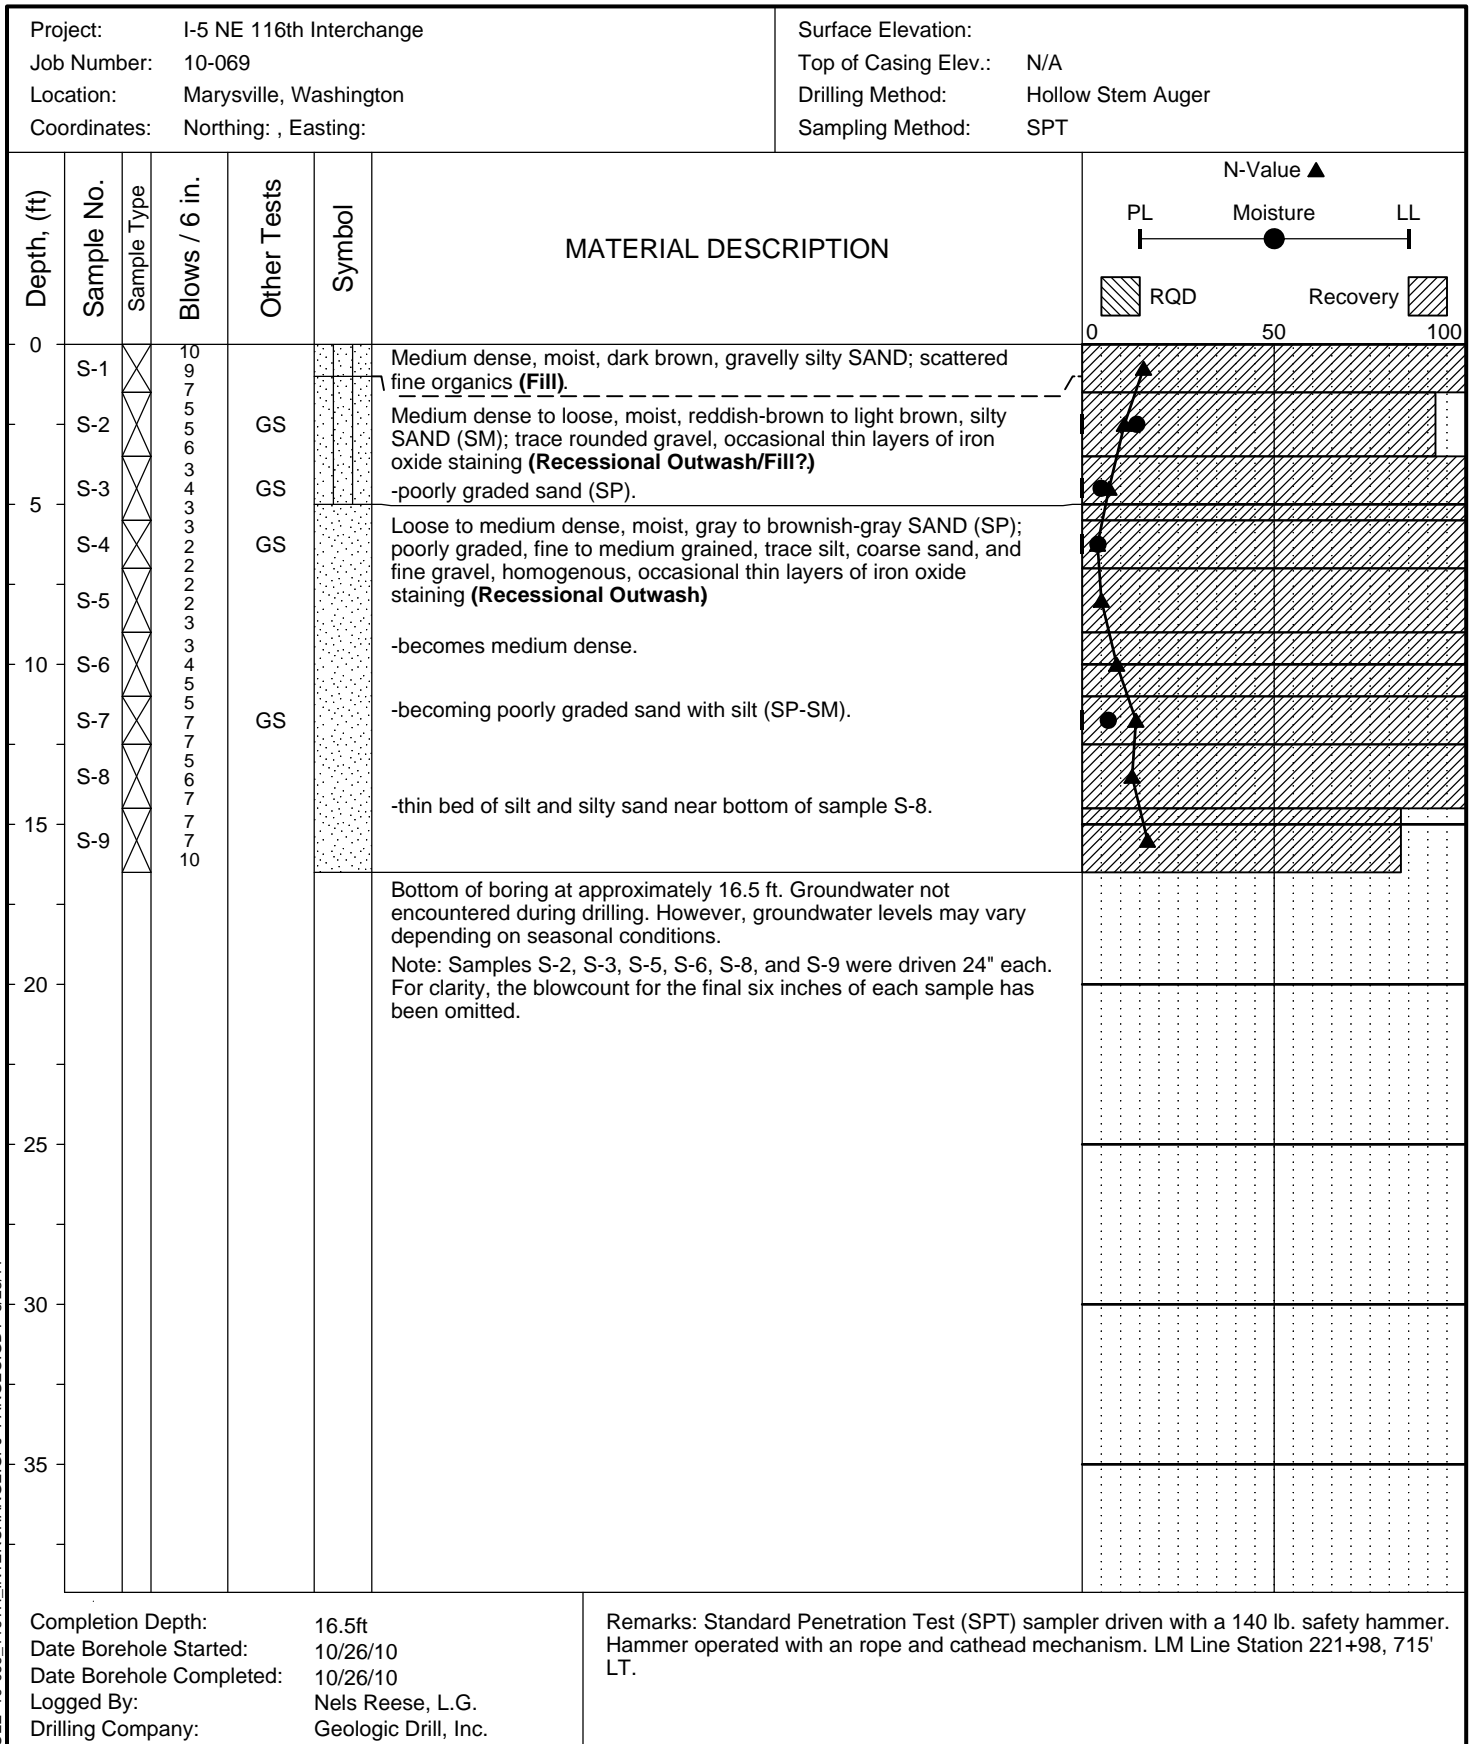 Project: I-5 NE 116th Interchange
Job Number: 10-069
Location: Marysville, Washington
Coordinates: Northing: , Easting:
Surface Elevation:
Top of Casing Elev.: N/A
Drilling Method: Hollow Stem Auger
Sampling Method: SPT
Depth, (ft)
Sample No.
Sample Type
Blows / 6 in.
Other Tests
Symbol
MATERIAL DESCRIPTION
N-Value
PL Moisture LL
RQD Recovery
0 50 100
0
S-1
10
9
7
Medium dense, moist, dark brown, gravelly silty SAND; scattered
fine organics (Fill).
S-2
5
5
6
GS
Medium dense to loose, moist, reddish-brown to light brown, silty
SAND (SM); trace rounded gravel, occasional thin layers of iron
oxide staining (Recessional Outwash/Fill?)
S-3
3
4
3
GS
-poorly graded sand (SP).
5
S-4
3
2
2
GS
Loose to medium dense, moist, gray to brownish-gray SAND (SP);
poorly graded, fine to medium grained, trace silt, coarse sand, and
fine gravel, homogenous, occasional thin layers of iron oxide
staining (Recessional Outwash)
S-5
2
2
3
10
S-6
3
4
5
-becomes medium dense.
S-7
5
7
7
GS
-becoming poorly graded sand with silt (SP-SM).
S-8
5
6
7
-thin bed of silt and silty sand near bottom of sample S-8.
15
S-9
7
7
10
Bottom of boring at approximately 16.5 ft. Groundwater not
encountered during drilling. However, groundwater levels may vary
depending on seasonal conditions.
Note: Samples S-2, S-3, S-5, S-6, S-8, and S-9 were driven 24" each.
For clarity, the blowcount for the final six inches of each sample has
been omitted.
20
25
30
35
Completion Depth: 16.5ft
Date Borehole Started: 10/26/10
Date Borehole Completed: 10/26/10
Logged By: Nels Reese, L.G.
Drilling Company: Geologic Drill, Inc.
Remarks: Standard Penetration Test (SPT) sampler driven with a 140 lb. safety hammer.
Hammer operated with an rope and cathead mechanism. LM Line Station 221+98, 715'
LT.